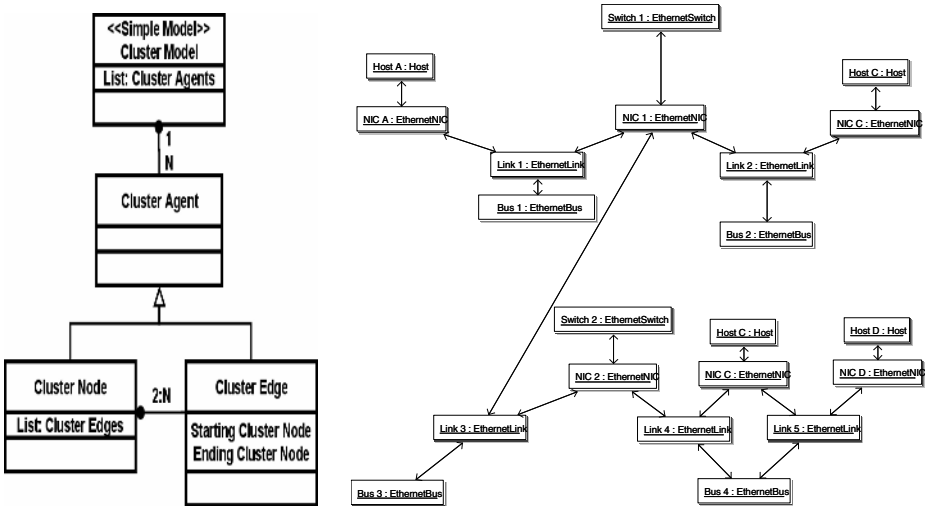 <<Simple Model>>
Cluster Model
List: Cluster Agents
1
N
Cluster Agent
Cluster Node
List: Cluster Edges
2:N
Cluster Edge
Starting Cluster Node
Ending Cluster Node
Switch 1 : EthernetSwitch
Host A : Host
Host C : Host
NIC A : EthernetNIC
NIC 1 : EthernetNIC
NIC C : EthernetNIC
Link 1 : EthernetLink
Link 2 : EthernetLink
Bus 1 : EthernetBus
Bus 2 : EthernetBus
Switch 2 : EthernetSwitch
Host C : Host
Host D : Host
NIC 2 : EthernetNIC
NIC C : EthernetNIC
NIC D : EthernetNIC
Link 3 : EthernetLink
Link 4 : EthernetLink
Link 5 : EthernetLink
Bus 3 : EthernetBus
Bus 4 : EthernetBus